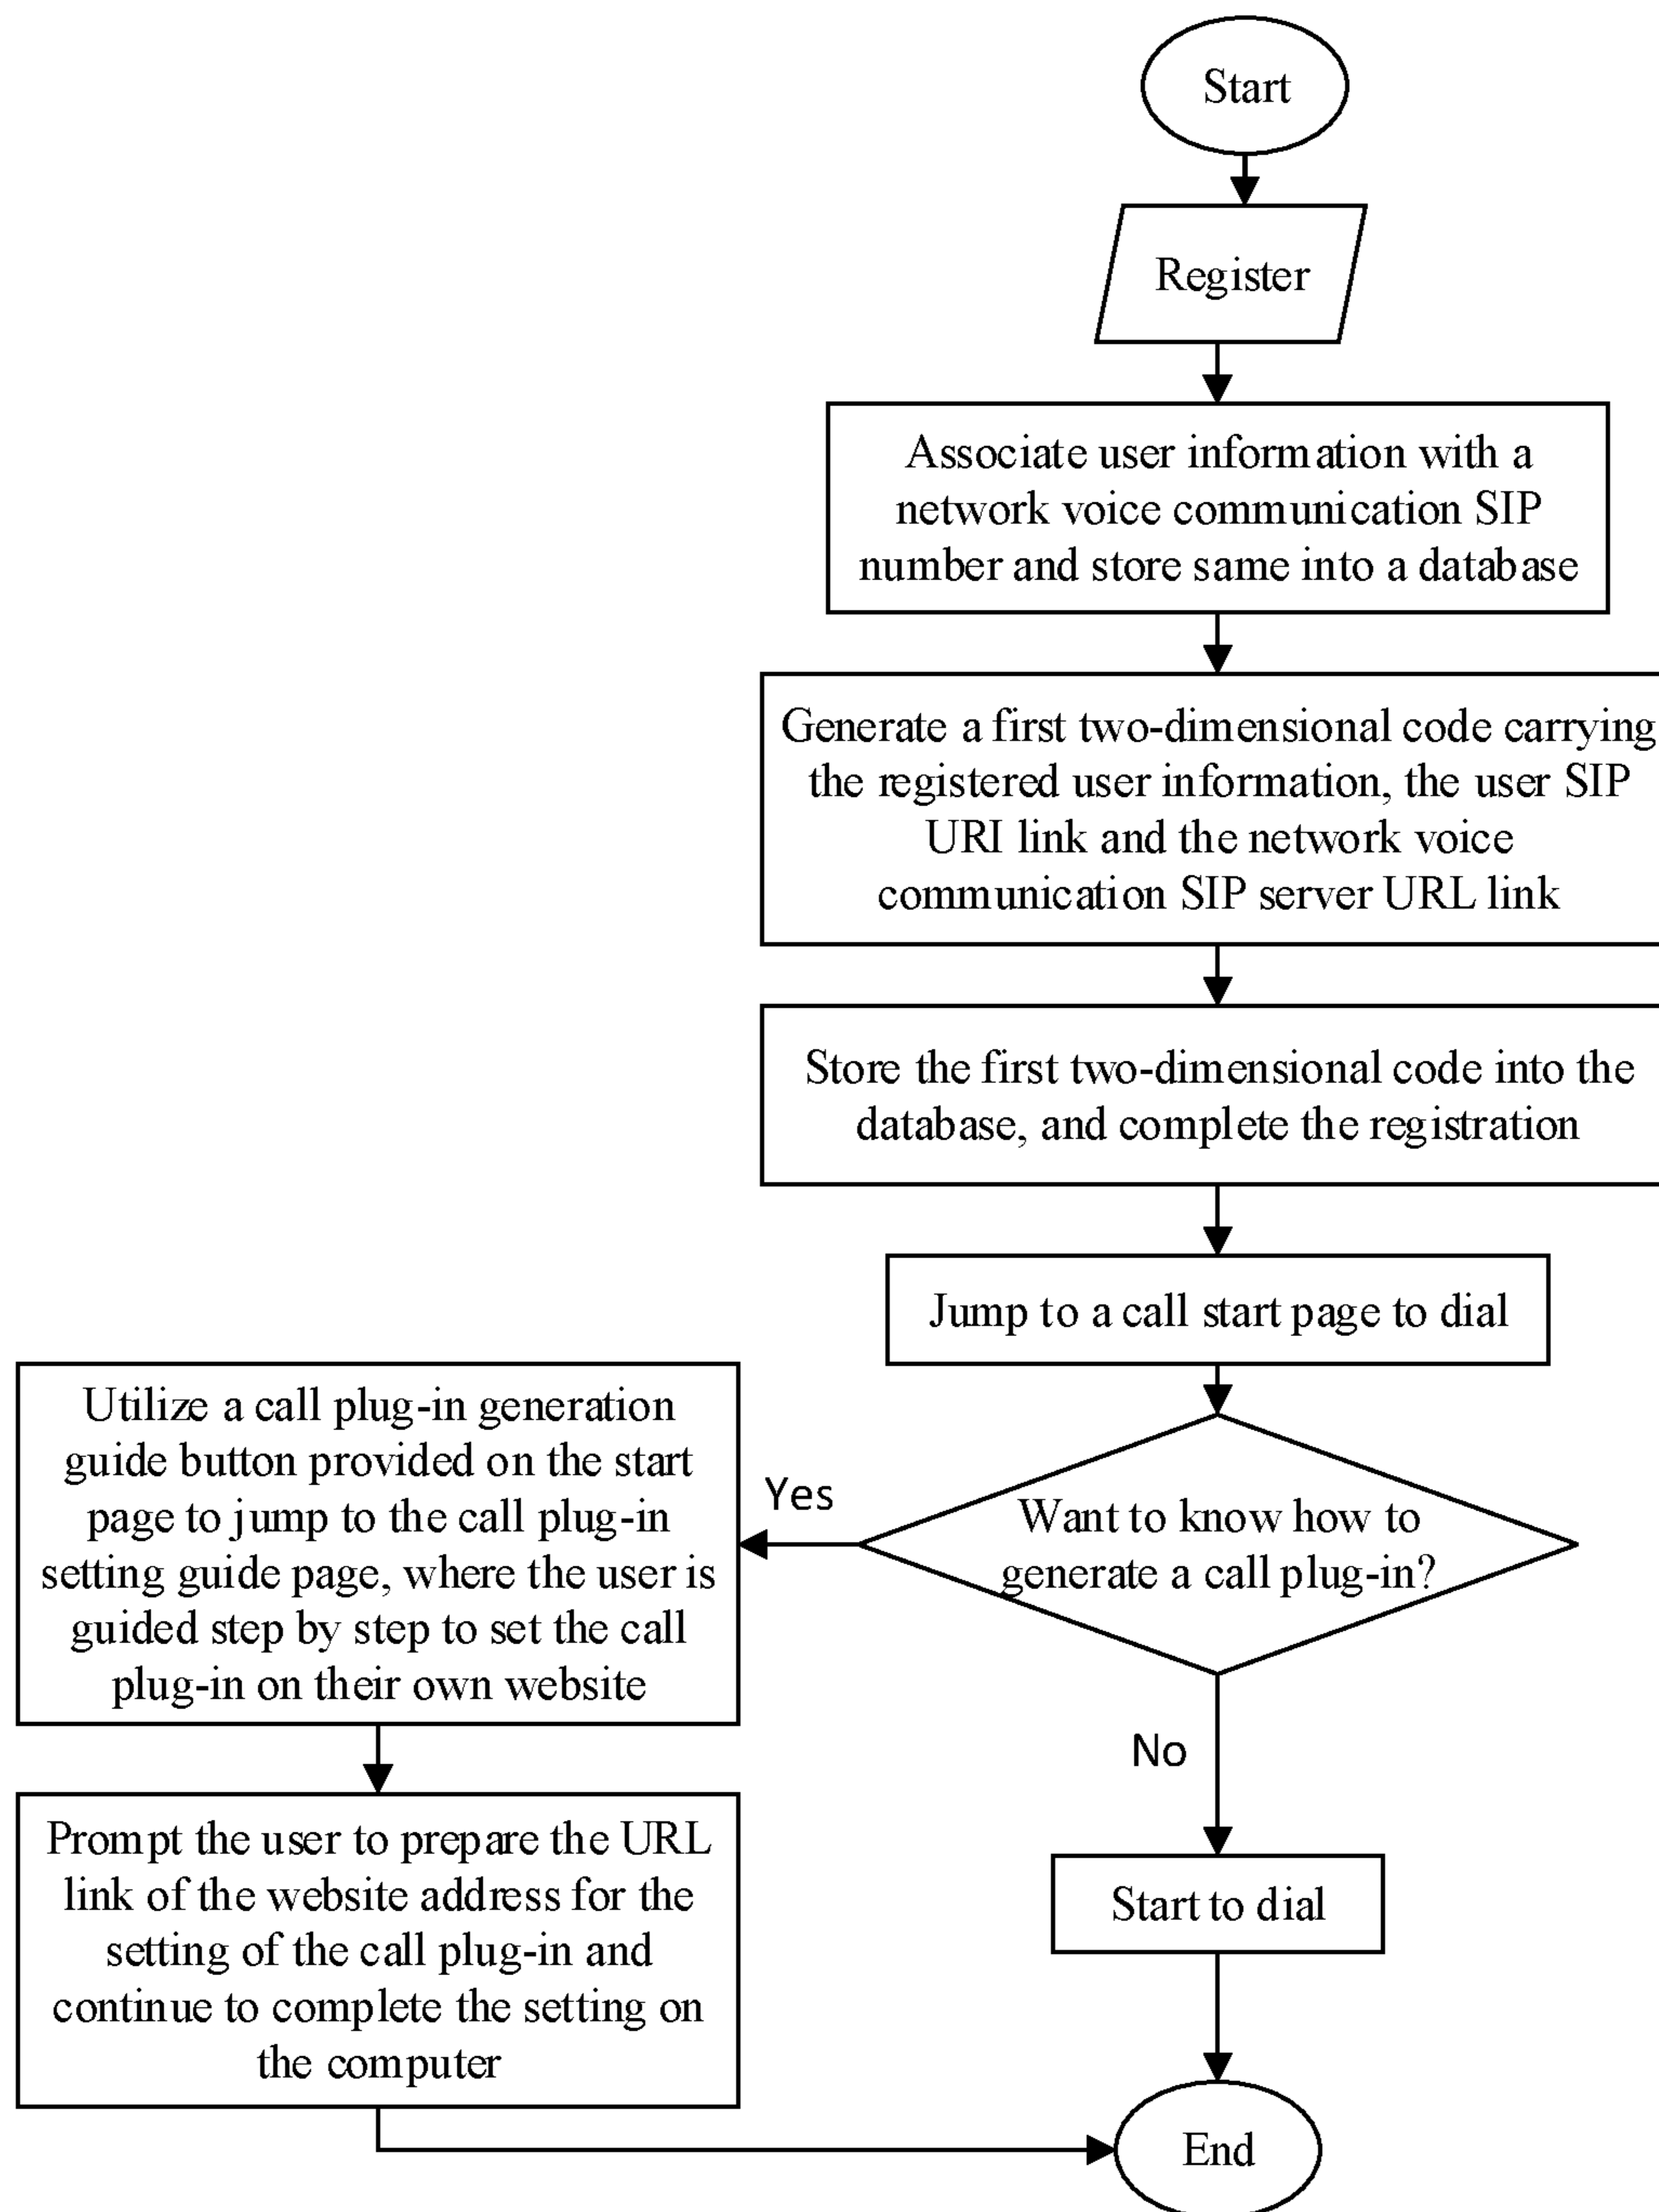 Start
Register
Associate user information with a
network voice communication SIP
number and store same into a database
Generate a first two-dimensional code carrying
the registered user information, the user SIP
URI link and the network voice
communication SIP server URL link
Store the first two-dimensional code into the
database, and complete the registration
Jump to a call start page to dial
Want to know how to
generate a call plug-in?
Yes
Utilize a call plug-in generation
guide button provided on the start
page to jump to the call plug-in
setting guide page, where the user is
guided step by step to set the call
plug-in on their own website
Prompt the user to prepare the URL
link of the website address for the
setting of the call plug-in and
continue to complete the setting on
the computer
No
Start to dial
End